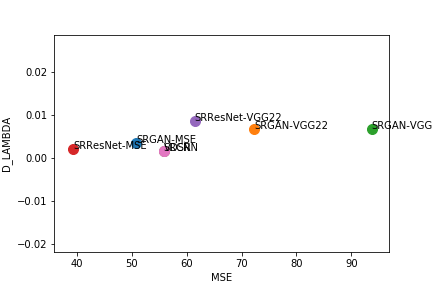 0.02
0.01
0.00
−0.01
−0.02
D_LAMBDA
SRResNet-VGG22
SRGAN-VGG22
SRGAN-VGG
SRGAN-MSE
SRResNet-MSE
40 50 60 70 80 90
MSE